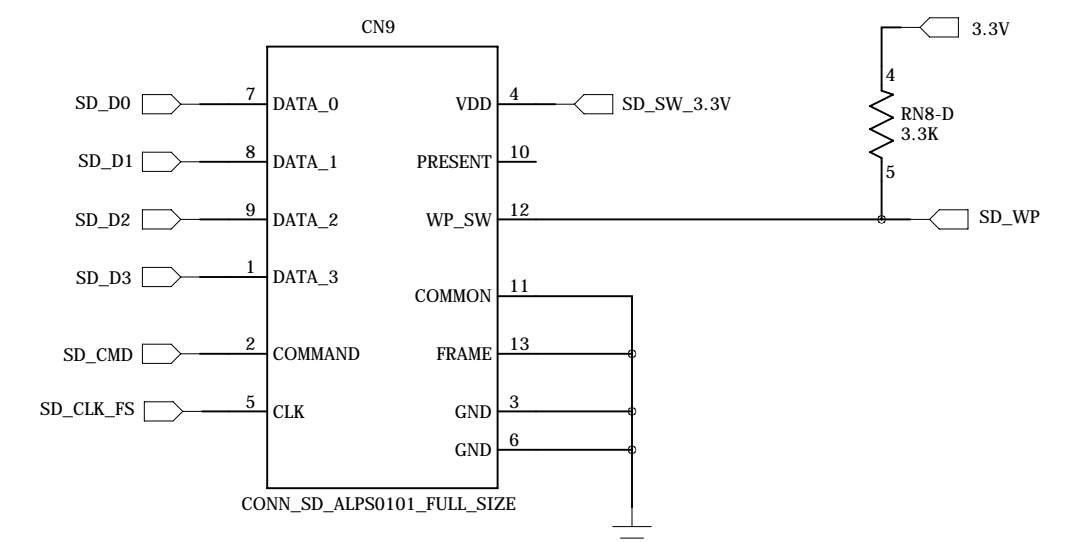 CN9
3.3V
4
RN8-D
3.3K
5
SD_D0
7
DATA_0
VDD
4
SD_SW_3.3V
SD_D1
8
DATA_1
PRESENT
10
SD_D2
9
DATA_2
WP_SW
12
SD_WP
SD_D3
1
DATA_3
COMMON
11
SD_CMD
2
COMMAND
FRAME
13
SD_CLK_FS
5
CLK
GND
3
GND
6
CONN_SD_ALPS0101_FULL_SIZE